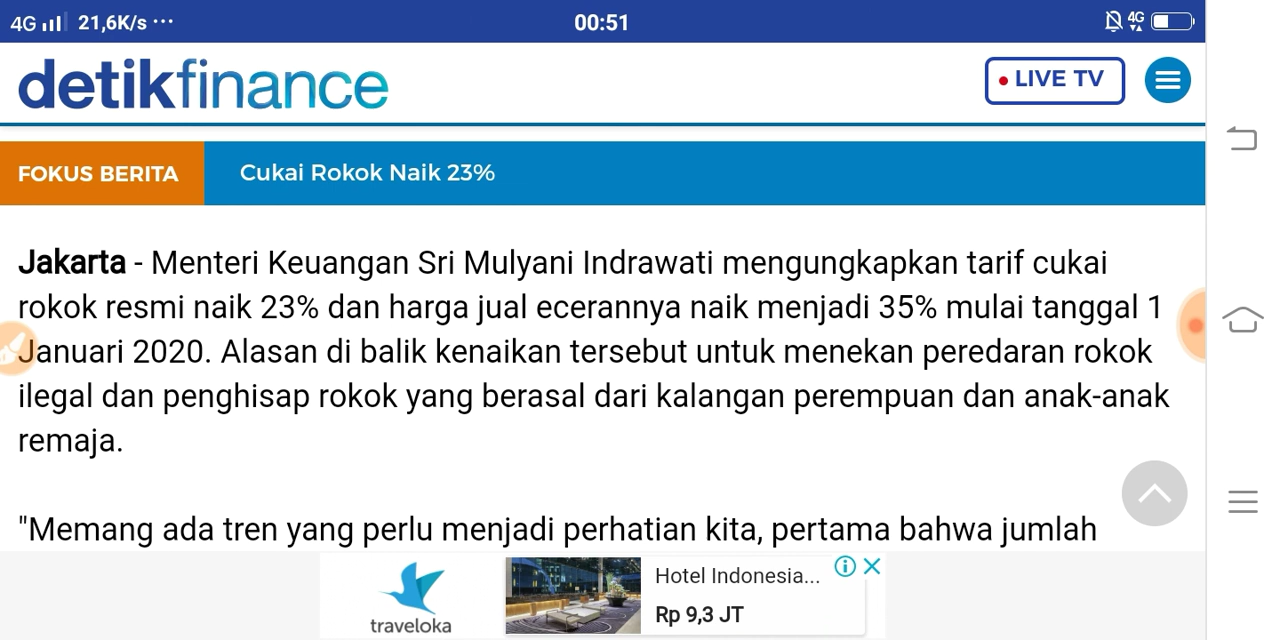 4G 21,6K/s ··· 00:51 4G
detikfinance
• LIVE TV
FOKUS BERITA Cukai Rokok Naik 23%
Jakarta - Menteri Keuangan Sri Mulyani Indrawati mengungkapkan tarif cukai
rokok resmi naik 23% dan harga jual ecerannya naik menjadi 35% mulai tanggal 1
Januari 2020. Alasan di balik kenaikan tersebut untuk menekan peredaran rokok
ilegal dan penghisap rokok yang berasal dari kalangan perempuan dan anak-anak
remaja.
"Memang ada tren yang perlu menjadi perhatian kita, pertama bahwa jumlah
traveloka
Hotel Indonesia...
Rp 9,3 JT